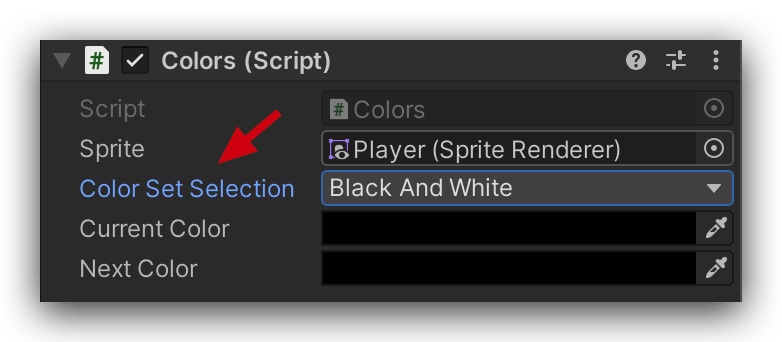 Colors (Script)
Script Colors
Sprite Player (Sprite Renderer)
Color Set Selection Black And White
Current Color
Next Color